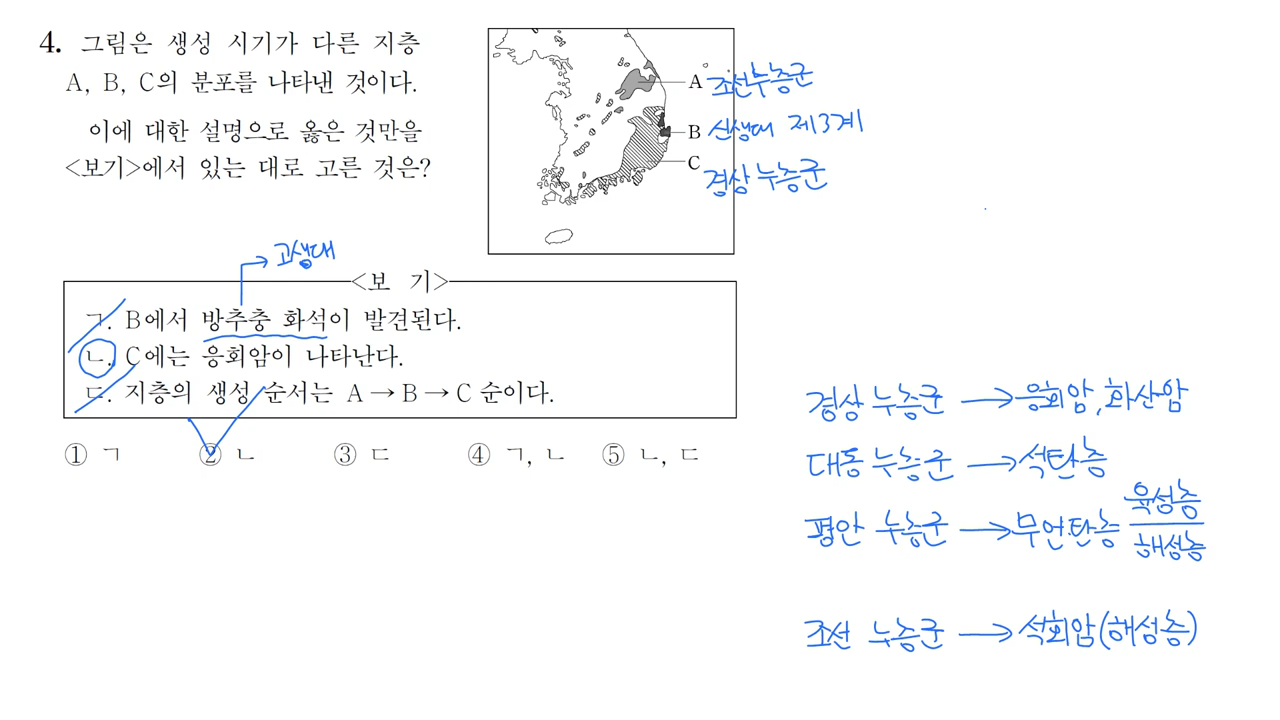 4. 그림은 생성 시기가 다른 지층
A, B, C의 분포를 나타낸 것이다.
이에 대한 설명으로 옳은 것만을
<보기>에서 있는 대로 고른 것은?
A 조선누층군
B 신생대 제3계
C 경상누층군
고생대
<보 기>
ㄱ. B에서 방추충 화석이 발견된다.
ㄴ. C에는 응회암이 나타난다.
ㄷ. 지층의 생성 순서는 A → B → C 순이다.
① ㄱ ② ㄴ ③ ㄷ ④ ㄱ, ㄴ ⑤ ㄴ, ㄷ
경상 누층군 → 응회암, 화산암
대동 누층군 → 석탄층
평안 누층군 → 무연탄층 육성층
해성층
조선 누층군 → 석회암(해성층)